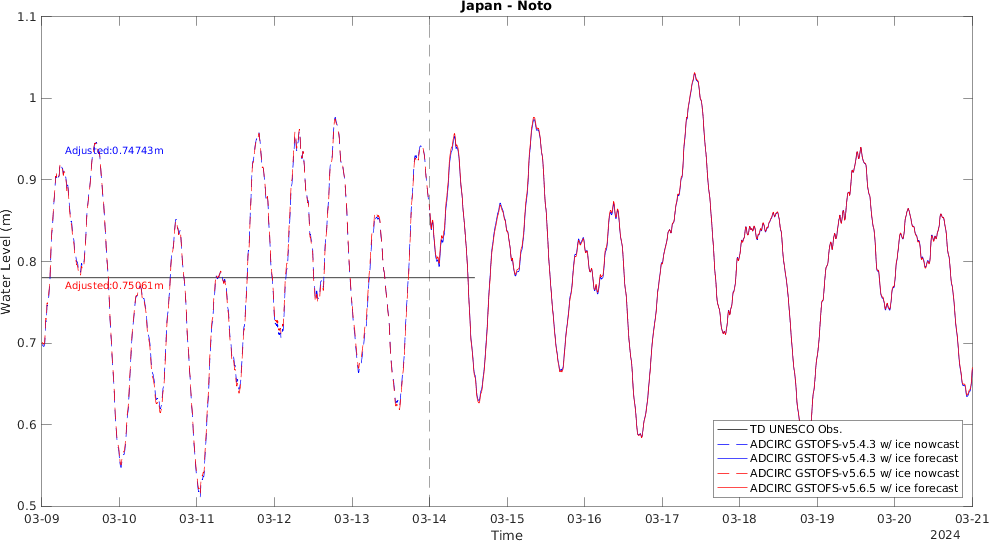 Japan - Noto
1.1
1
0.9
0.8
0.7
0.6
0.5
Water Level (m)
Adjusted:0.74743m
Adjusted:0.75061m
TD UNESCO Obs.
ADCIRC GSTOFS-v5.4.3 w/ ice nowcast
ADCIRC GSTOFS-v5.4.3 w/ ice forecast
ADCIRC GSTOFS-v5.6.5 w/ ice nowcast
ADCIRC GSTOFS-v5.6.5 w/ ice forecast
03-09 03-10 03-11 03-12 03-13 03-14 03-15 03-16 03-17 03-18 03-19 03-20 03-21
Time
2024